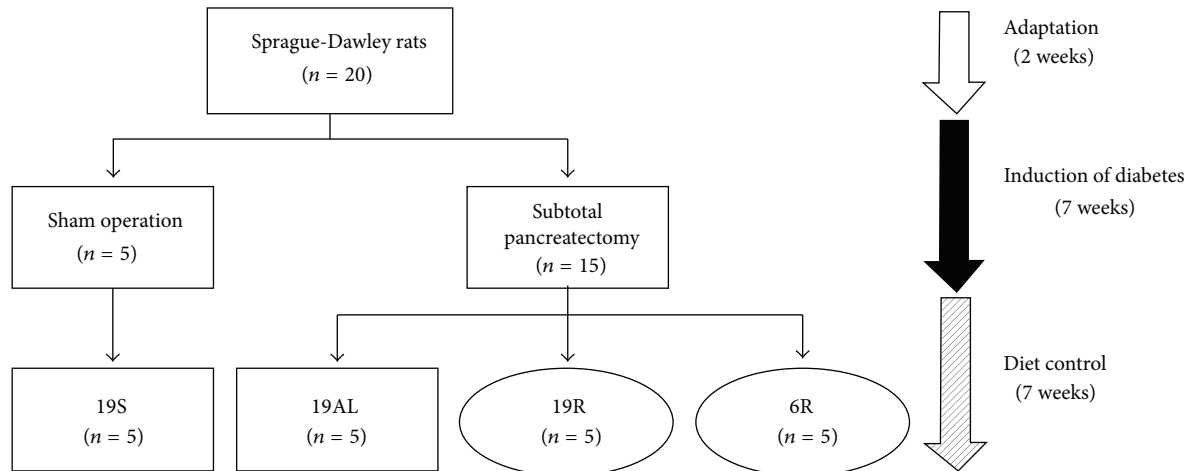 Sprague-Dawley rats
(n = 20)
Adaptation
(2 weeks)
Sham operation
(n = 5)
Subtotal
pancreatectomy
(n = 15)
Induction of diabetes
(7 weeks)
19S
(n = 5)
19AL
(n = 5)
19R
(n = 5)
6R
(n = 5)
Diet control
(7 weeks)